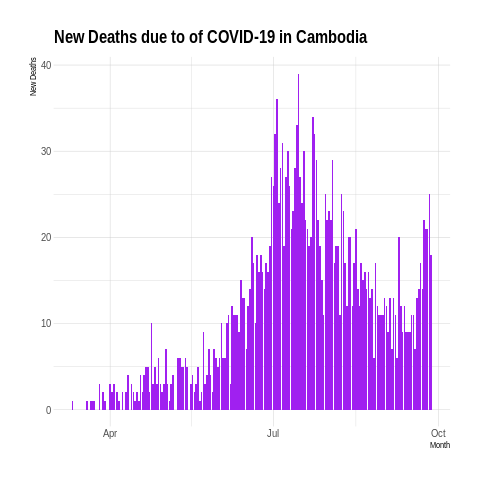 New Deaths due to of COVID-19 in Cambodia
New Deaths
40
30
20
10
0
Apr
Jul
Oct
Month